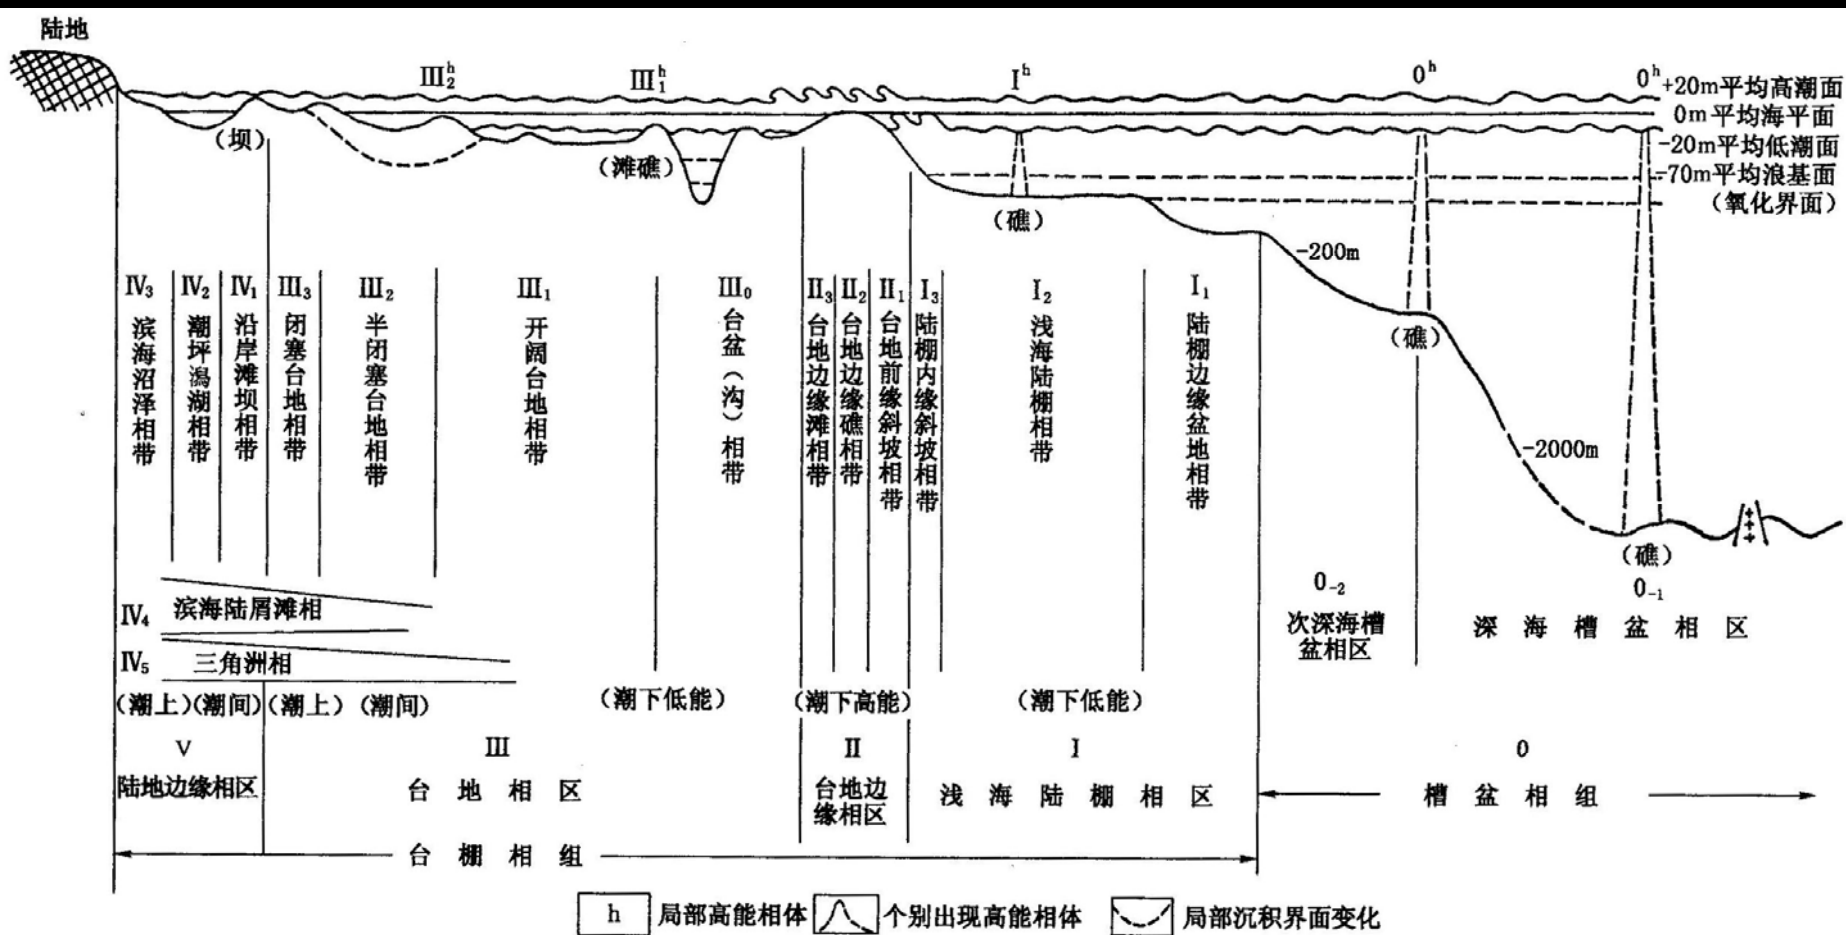 陆地
Ⅲ₂ʰ
Ⅲ₁ʰ
Ⅰʰ
0ʰ
0ʰ
+20m平均高潮面
0m平均海平面
-20m平均低潮面
-70m平均浪基面
(氧化界面)
(坝)
(滩礁)
(礁)
-200m
(礁)
-2000m
(礁)
Ⅳ₃
滨海沼泽相带
Ⅳ₂
潮坪潟湖相带
Ⅳ₁
沿岸滩坝相带
Ⅲ₃
闭塞台地相带
Ⅲ₂
半闭塞台地相带
Ⅲ₁
开阔台地相带
Ⅲ₀
台盆(沟)相带
Ⅱ₃
台地边缘滩相带
Ⅱ₂
台地边缘礁相带
Ⅱ₁
台地前缘斜坡相带
Ⅰ₃
陆棚内缘斜坡相带
Ⅰ₂
浅海陆棚相带
Ⅰ₁
陆棚边缘盆地相带
Ⅳ₄ 滨海陆屑滩相
Ⅳ₅ 三角洲相
0₋₂
次深海槽
盆相区
0₋₁
深海槽盆相区
(潮上)(潮间)(潮上)(潮间) (潮下低能) (潮下高能) (潮下低能)
Ⅴ
陆地边缘相区
Ⅲ
台地相区
Ⅱ
台地边
缘相区
Ⅰ
浅海陆棚相区
0
槽盆相组
台棚相组
h 局部高能相体 个别出现高能相体 局部沉积界面变化